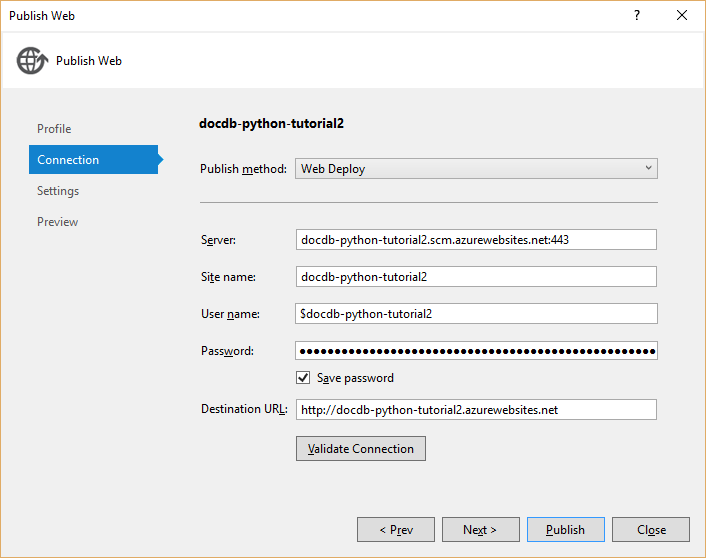 Publish Web
?
Publish Web
Profile
Connection
Settings
Preview
docdb-python-tutorial2
Publish method: Web Deploy
Server: docdb-python-tutorial2.scm.azurewebsites.net:443
Site name: docdb-python-tutorial2
User name: $docdb-python-tutorial2
Password: ●●●●●●●●●●●●●●●●●●●●●●●●●●●●●●●●●●●●●●●●●●●●●●●●●●●
Save password
Destination URL: http://docdb-python-tutorial2.azurewebsites.net
Validate Connection
< Prev Next > Publish Close